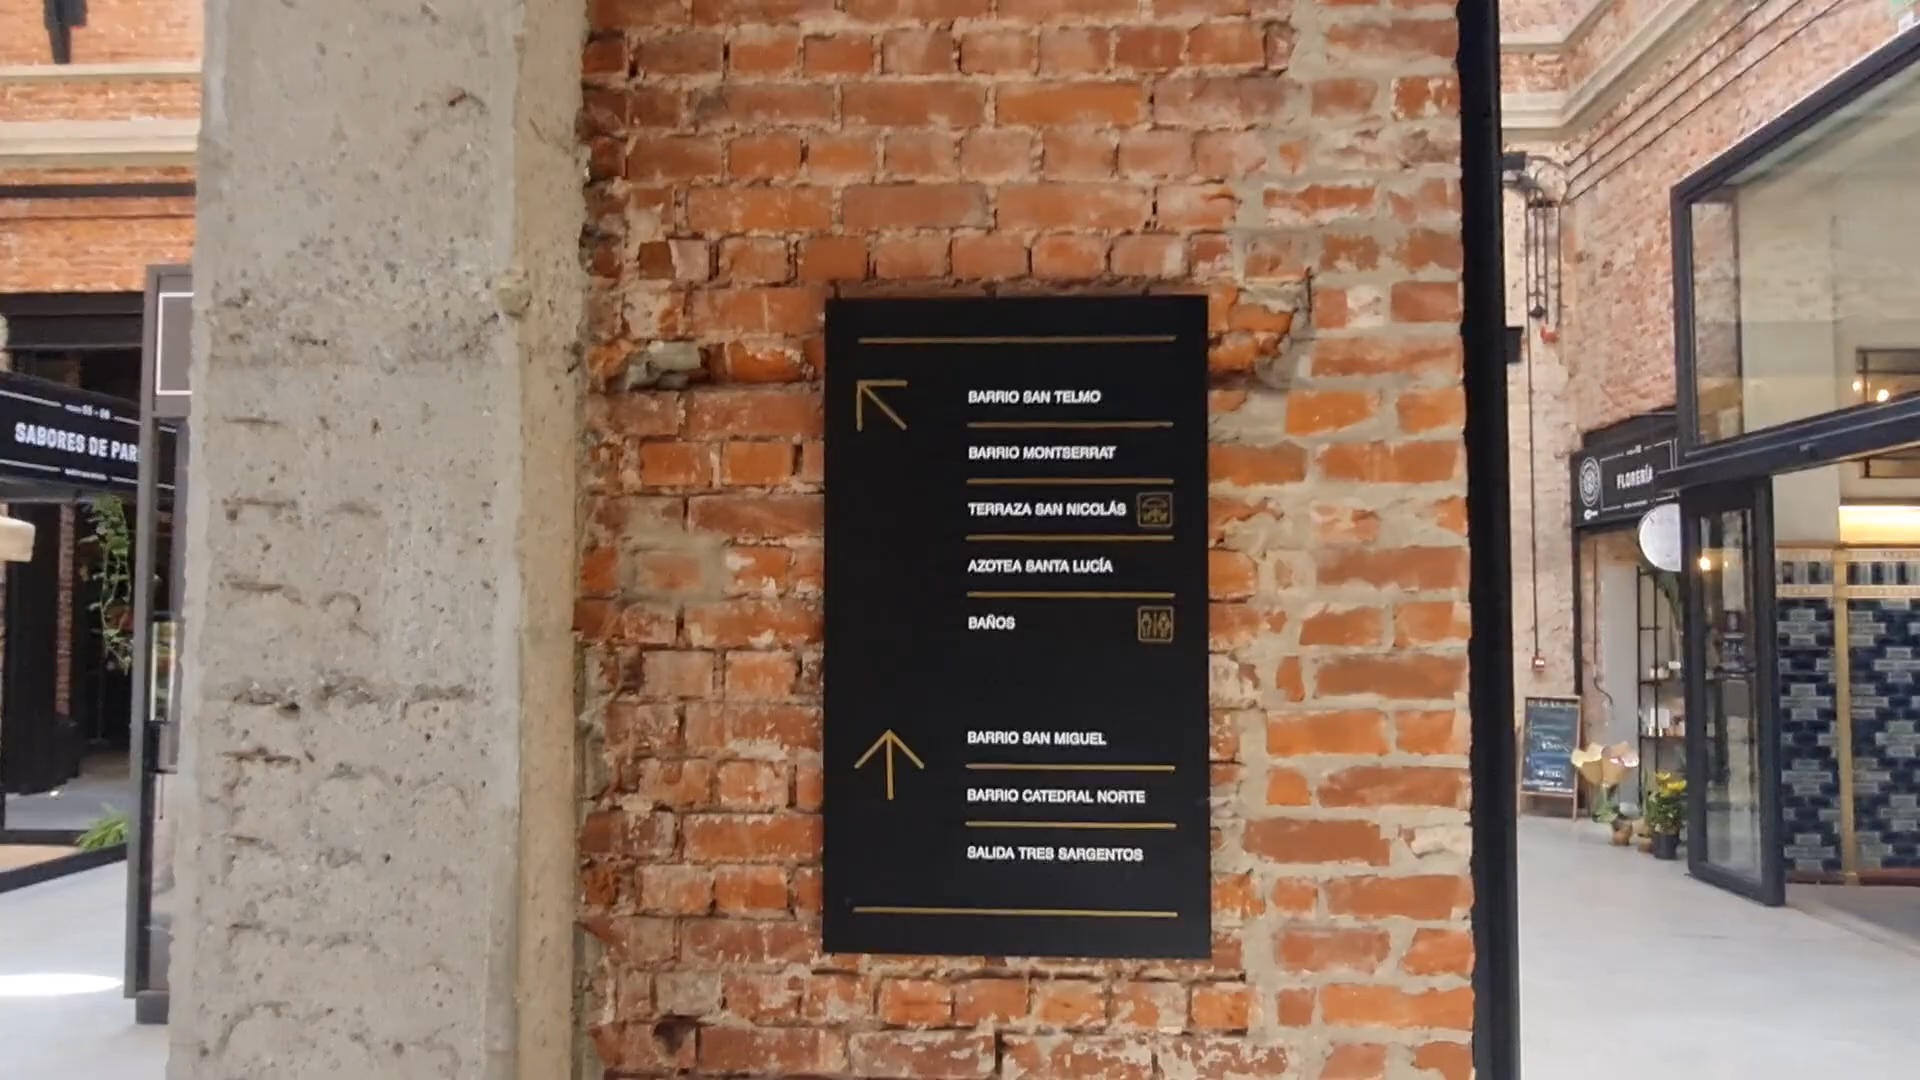 SABORES DE PAR
BARRIO SAN TELMO
BARRIO MONTSERRAT
TERRAZA SAN NICOLÁS
AZOTEA SANTA LUCÍA
BAÑOS
BARRIO SAN MIGUEL
BARRIO CATEDRAL NORTE
SALIDA TRES SARGENTOS
FLORERÍA